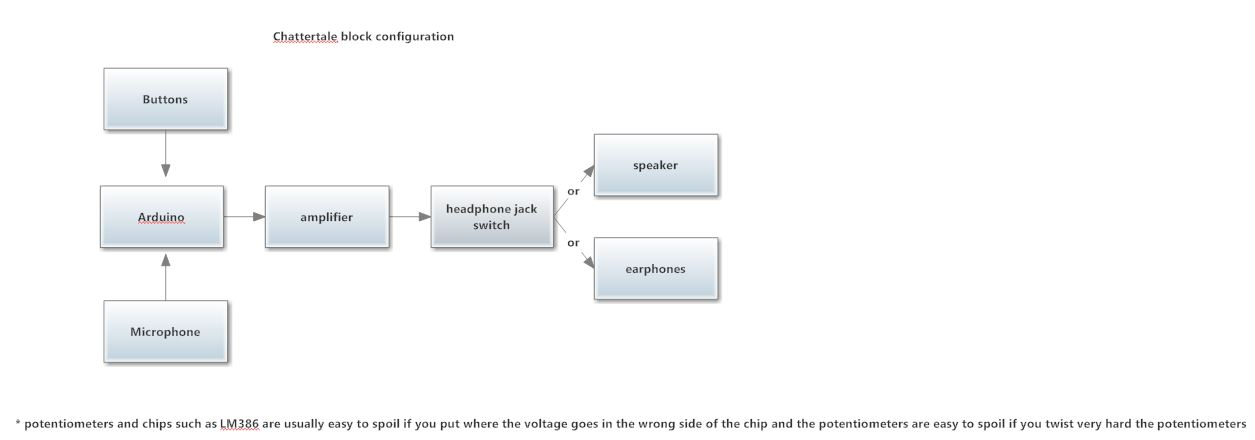 Chattertale block configuration
Buttons
speaker
or
Arduino
amplifier
headphone jack
switch
or
earphones
Microphone
* potentiometers and chips such as LM386 are usually easy to spoil if you put where the voltage goes in the wrong side of the chip and the potentiometers are easy to spoil if you twist very hard the potentiometers